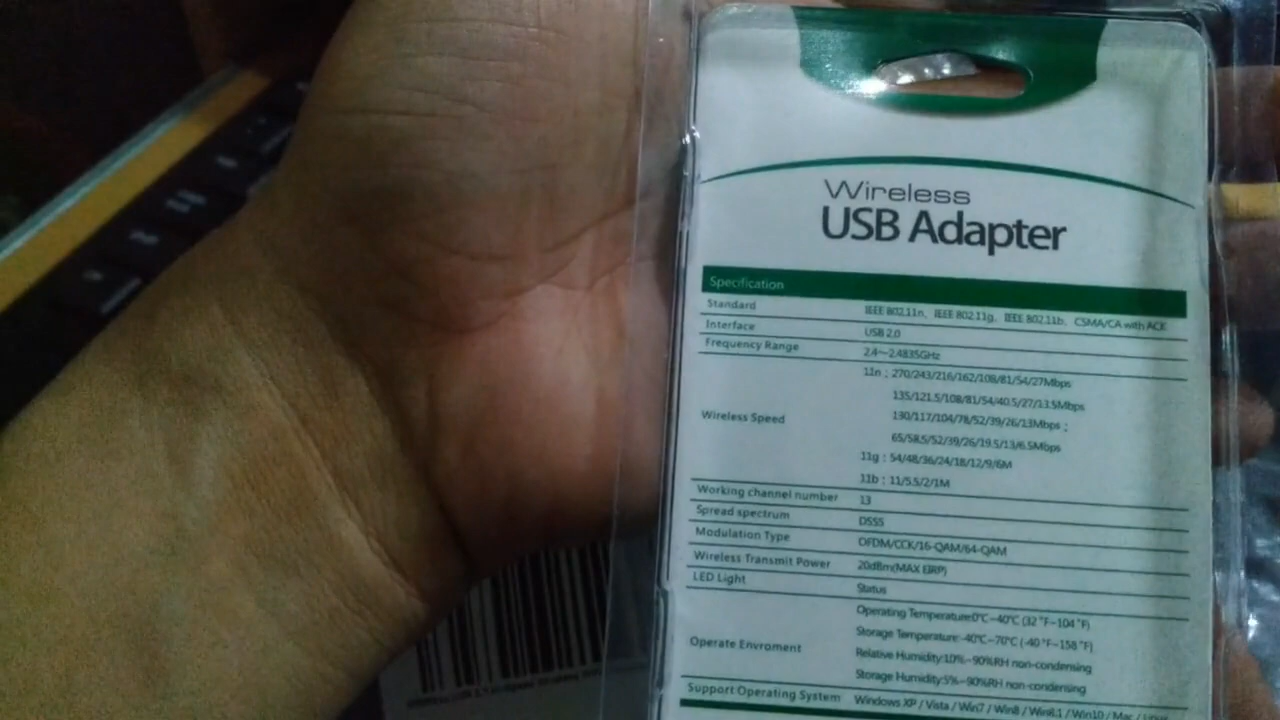 Wireless
USB Adapter
Specification
Standard IEEE 802.11n、IEEE 802.11g、IEEE 802.11b、CSMA/CA with ACK
Interface USB 2.0
Frequency Range 2.4~2.4835GHz
Wireless Speed
11n : 270/243/216/162/108/81/54/27Mbps
135/121.5/108/81/54/40.5/27/13.5Mbps
130/117/104/78/52/39/26/13Mbps ;
65/58.5/52/39/26/19.5/13/6.5Mbps
11g : 54/48/36/24/18/12/9/6M
11b : 11/5.5/2/1M
Working channel number 13
Spread spectrum DSSS
Modulation Type OFDM/CCK/16-QAM/64-QAM
Wireless Transmit Power 20dBm(MAX EIRP)
LED Light Status
Operate Enviroment
Operating Temperature:0℃~40℃ (32 ℉~104 ℉)
Storage Temperature:-40℃~70℃ (-40 ℉~158 ℉)
Relative Humidity:10%~90%RH non-condensing
Storage Humidity:5%~90%RH non-condensing
Support Operating System Windows XP / Vista / Win7 / Win8 / Win8.1 / Win10 / Mac /